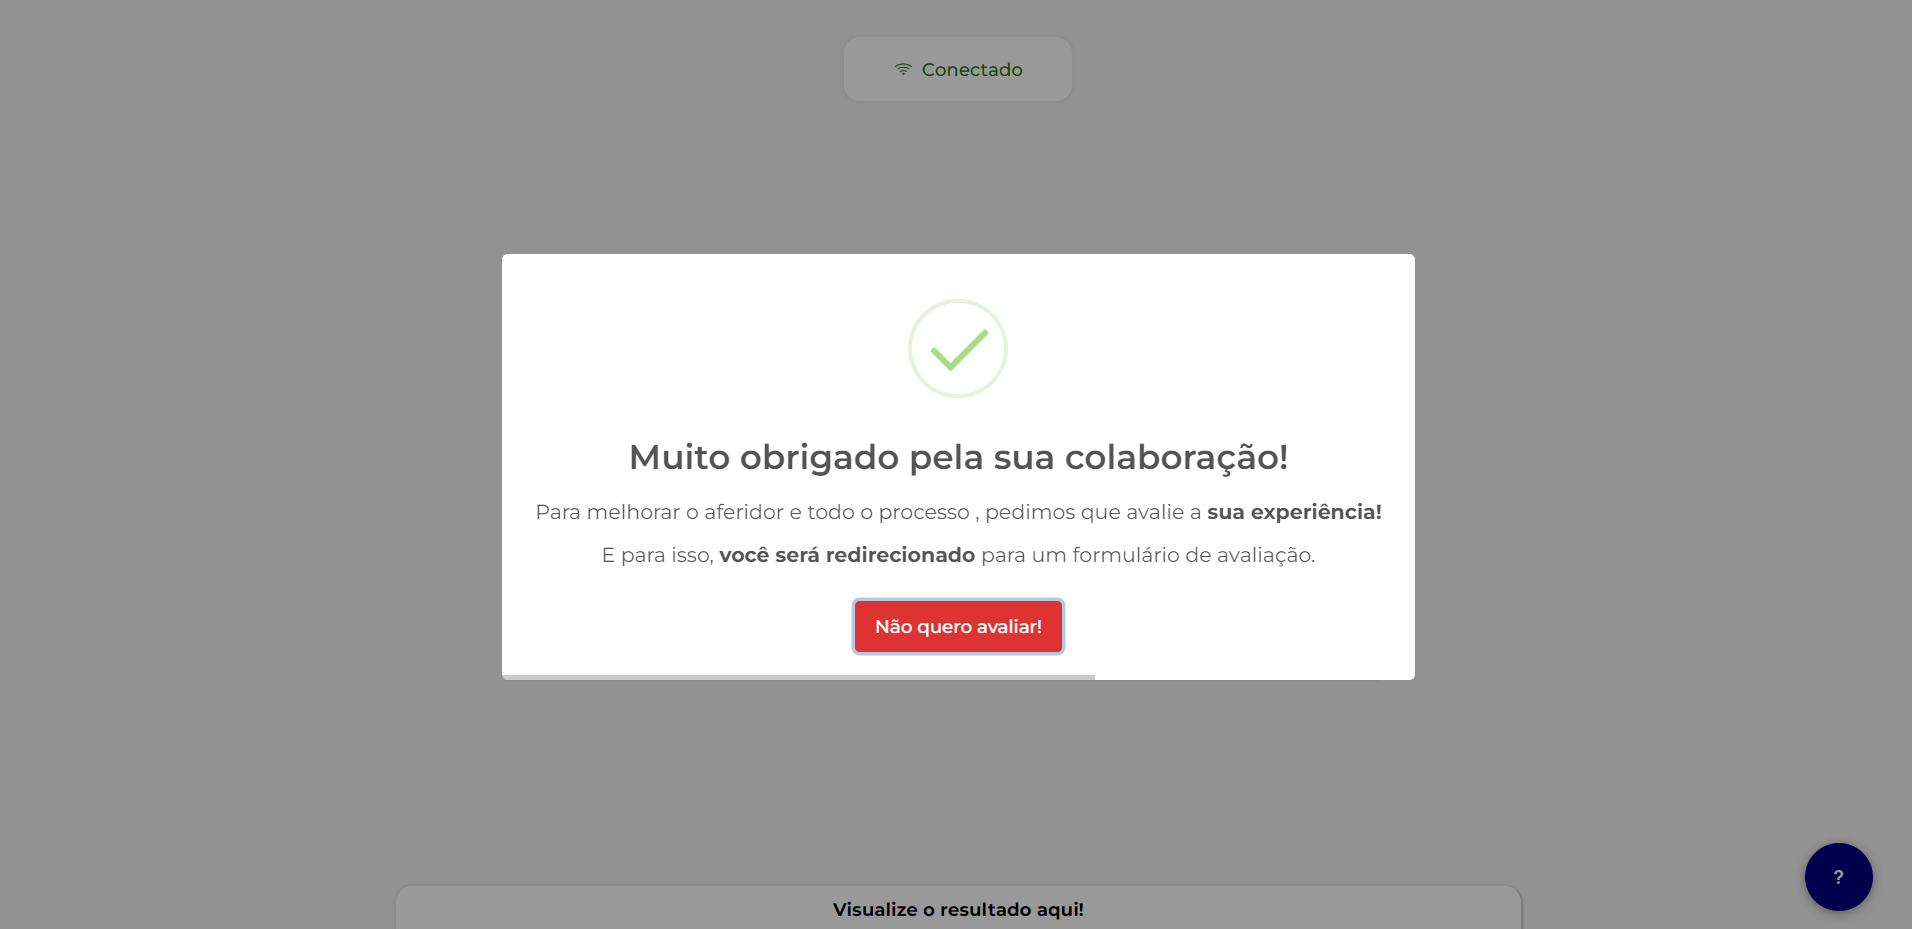 Conectado
Muito obrigado pela sua colaboração!
Para melhorar o aferidor e todo o processo , pedimos que avalie a sua experiência!
E para isso, você será redirecionado para um formulário de avaliação.
Não quero avaliar!
?
Visualize o resultado aqui!